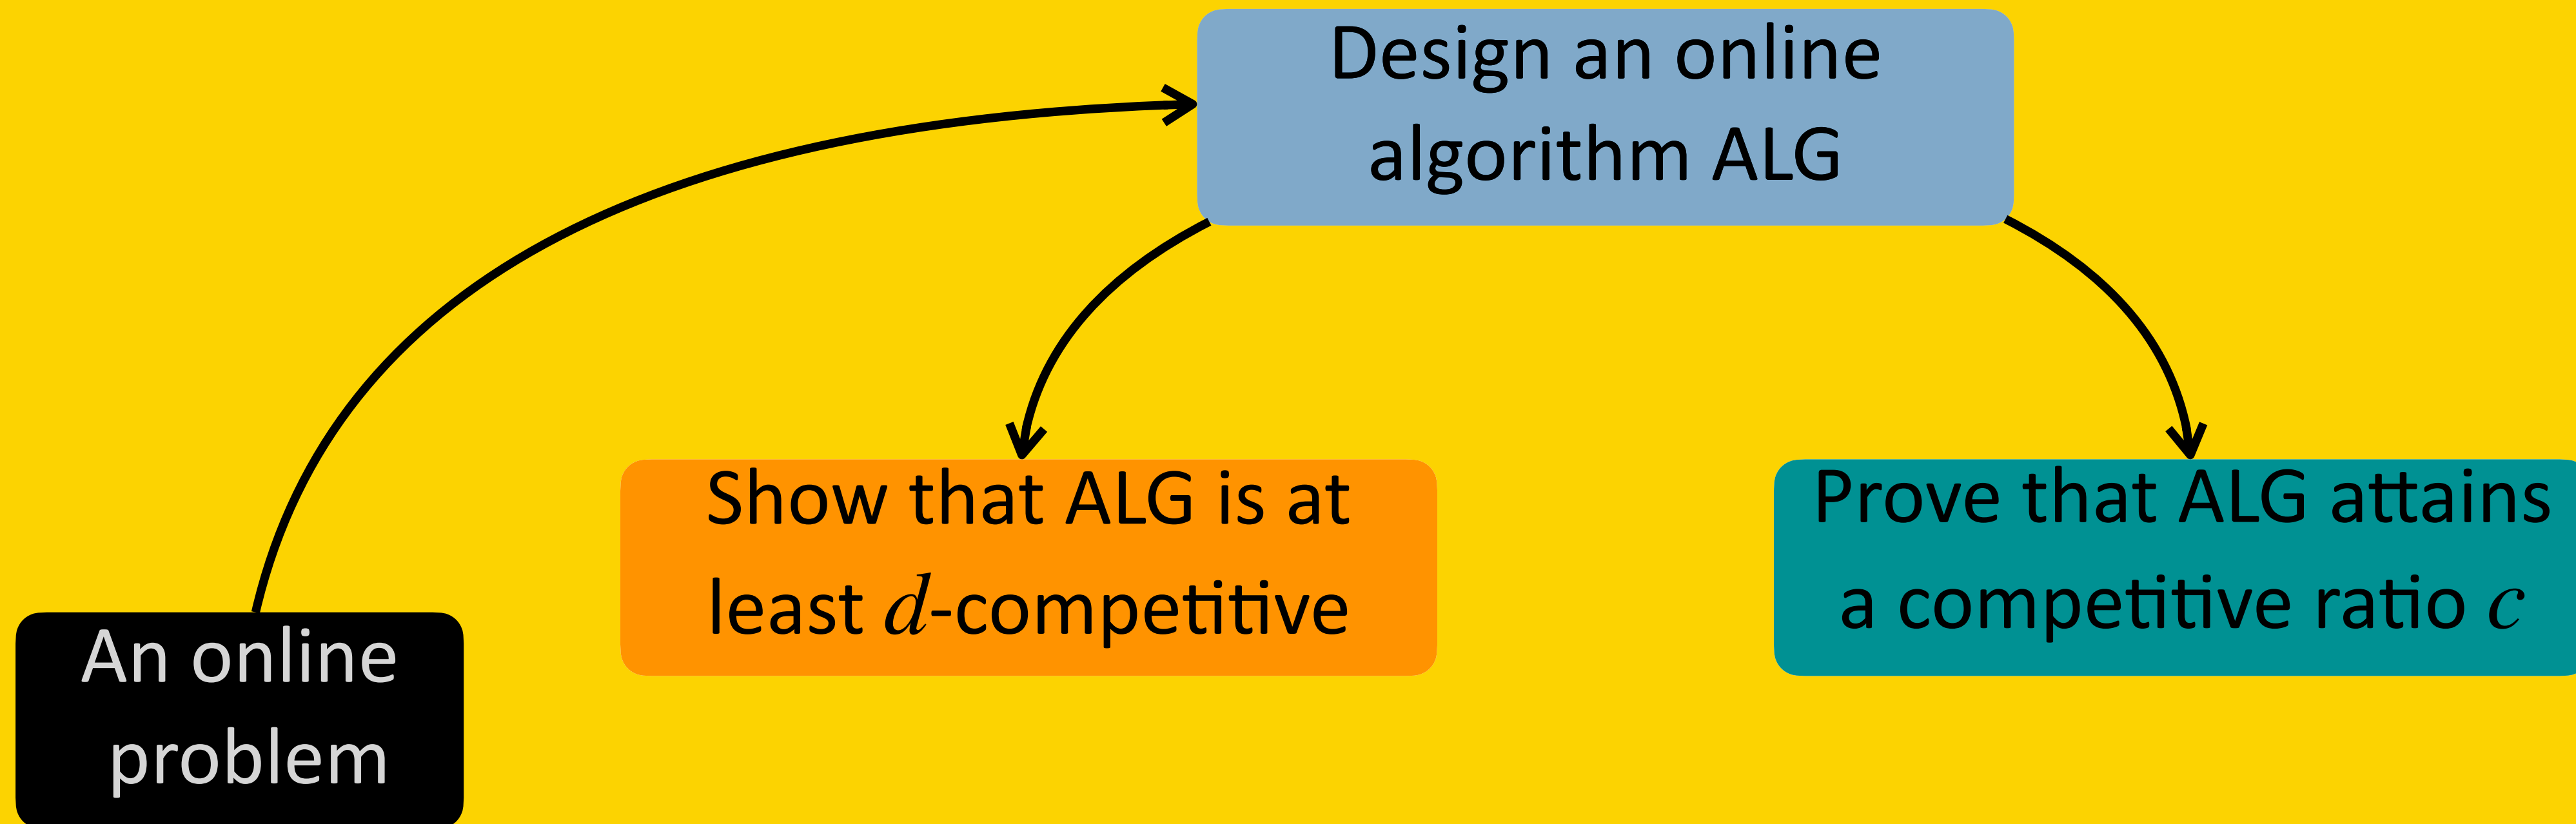 Design an online
algorithm ALG
Show that ALG is at
least d-competitive
Prove that ALG attains
a competitive ratio c
An online
problem